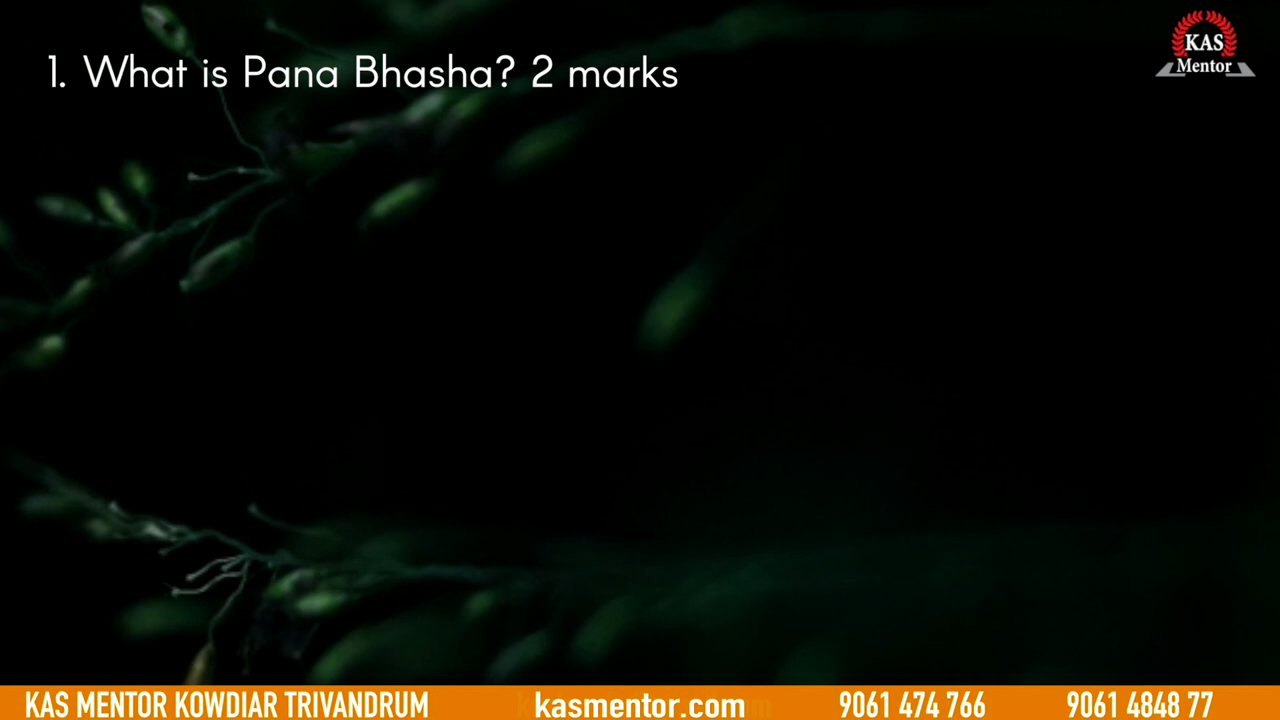 1. What is Pana Bhasha? 2 marks
KAS
Mentor
KAS MENTOR KOWDIAR TRIVANDRUM kasmentor.com 9061 474 766 9061 4848 77